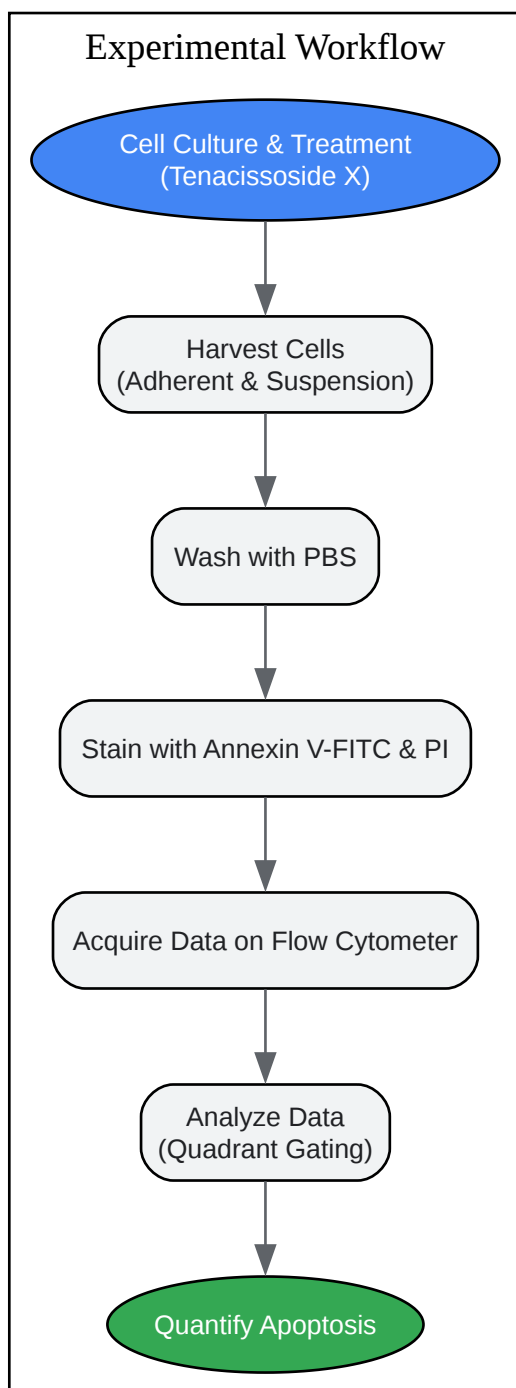 Experimental Workflow
Cell Culture & Treatment
(Tenacissoside X)
Harvest Cells
(Adherent & Suspension)
Wash with PBS
Stain with Annexin V-FITC & PI
Acquire Data on Flow Cytometer
Analyze Data
(Quadrant Gating)
Quantify Apoptosis